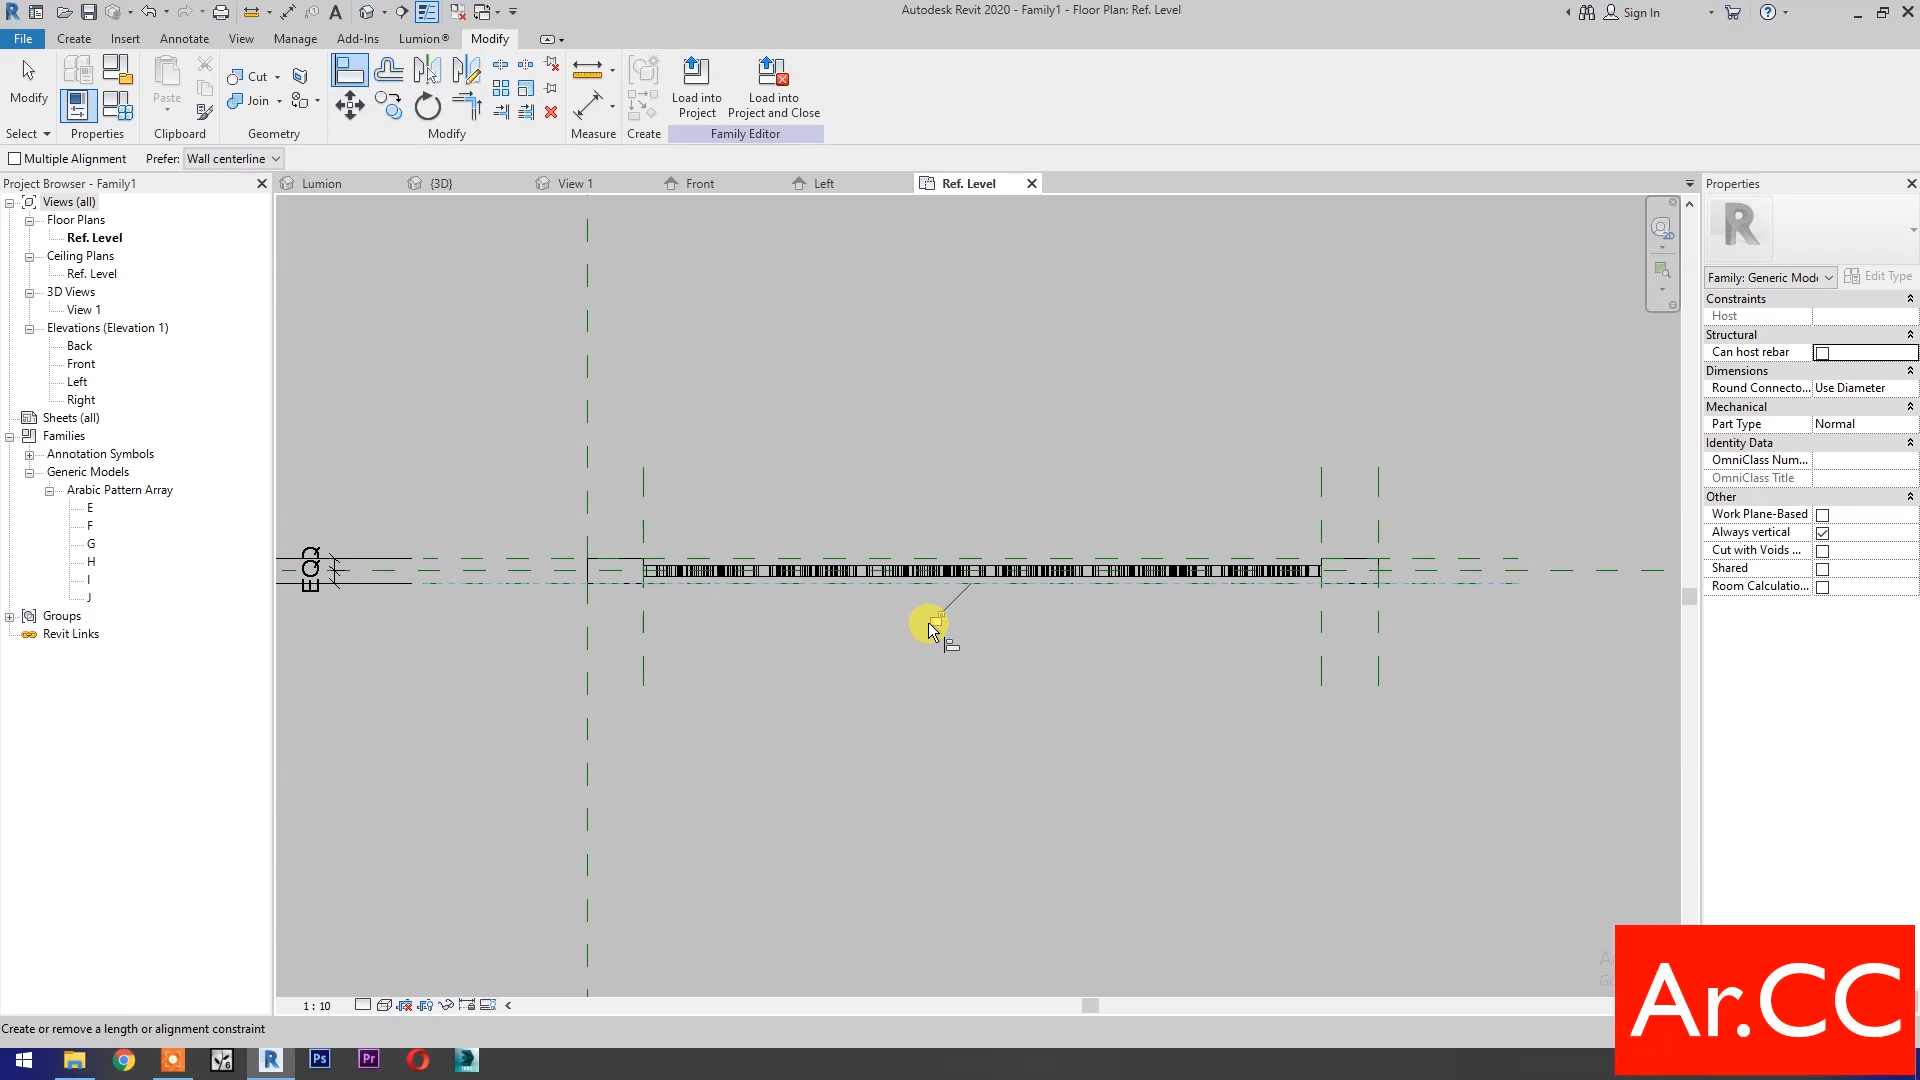 Autodesk Revit 2020 - Family1 - Floor Plan: Ref. Level
Sign In
File Create Insert Annotate View Manage Add-Ins Lumion® Modify
Modify
Paste
Cut
Join
Load into Project
Load into Project and Close
Select Properties Clipboard Geometry Modify Measure Create Family Editor
Multiple Alignment Prefer: Wall centerline
Project Browser - Family1
Lumion {3D} View 1 Front Left Ref. Level
Properties
Views (all)
Floor Plans
Ref. Level
Ceiling Plans
Ref. Level
3D Views
View 1
Elevations (Elevation 1)
Back
Front
Left
Right
Sheets (all)
Families
Annotation Symbols
Generic Models
Arabic Pattern Array
E
F
G
H
I
J
Groups
Revit Links
2D
EQ
R
Family: Generic Mode
Edit Type
Constraints
Host
Structural
Can host rebar
Dimensions
Round Connecto... Use Diameter
Mechanical
Part Type Normal
Identity Data
OmniClass Num...
OmniClass Title
Other
Work Plane-Based
Always vertical
Cut with Voids ...
Shared
Room Calculatio...
1 : 10
Create or remove a length or alignment constraint
Ar.CC
R
Ps
Pr